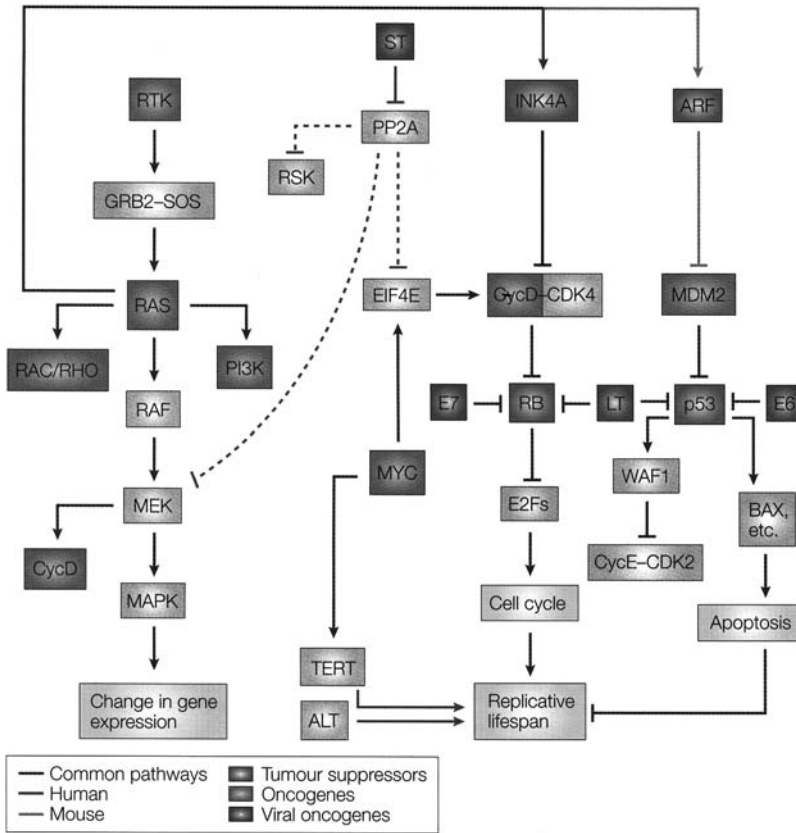 ST
RTK
INK4A
ARF
PP2A
RSK
GRB2–SOS
EIF4E
CycD–CDK4
MDM2
RAS
RAC/RHO
PI3K
RAF
E7
RB
LT
p53
E6
MYC
WAF1
MEK
E2Fs
BAX,
etc.
CycD
CycE–CDK2
MAPK
Cell cycle
Apoptosis
TERT
Change in gene
expression
ALT
Replicative
lifespan
Common pathways
Human
Mouse
Tumour suppressors
Oncogenes
Viral oncogenes